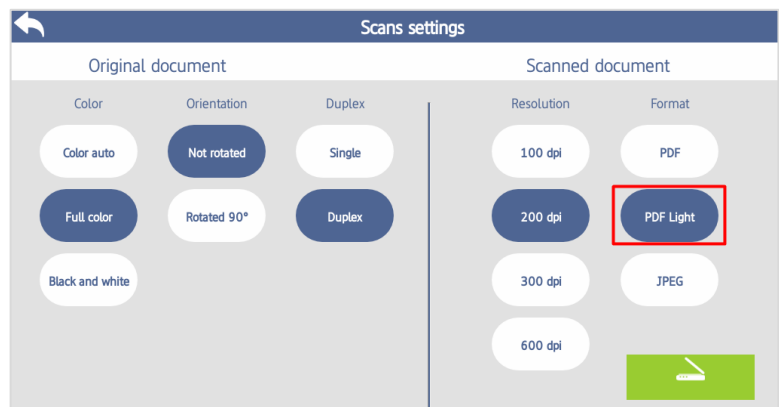 Scans settings
Original document
Scanned document
Color
Orientation
Duplex
Resolution
Format
Color auto
Not rotated
Single
100 dpi
PDF
Full color
Rotated 90°
Duplex
200 dpi
PDF Light
Black and white
300 dpi
JPEG
600 dpi